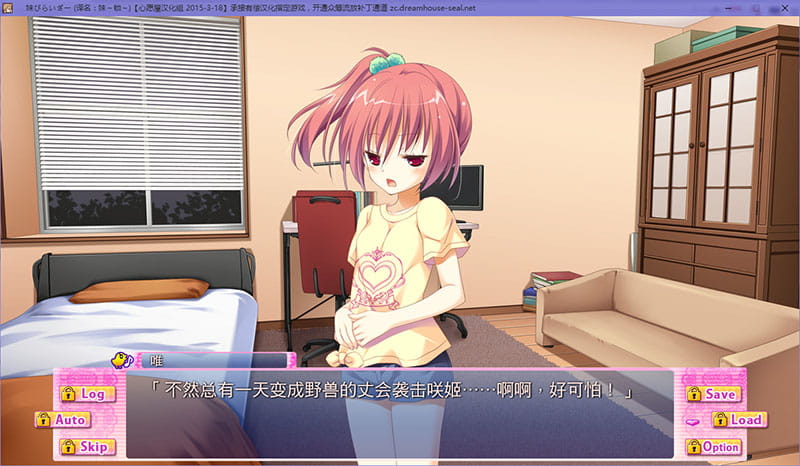 妹ぴらいざー (译名：妹～物～)【心愿屋汉化组 2015-3-18】承接有偿汉化指定游戏，开通众筹流放补丁通道 zc.dreamhouse-seal.net
唯
「 不然总有一天变成野兽的丈会袭击咲姬……啊啊，好可怕！」
Log
Auto
Skip
Save
Load
Option